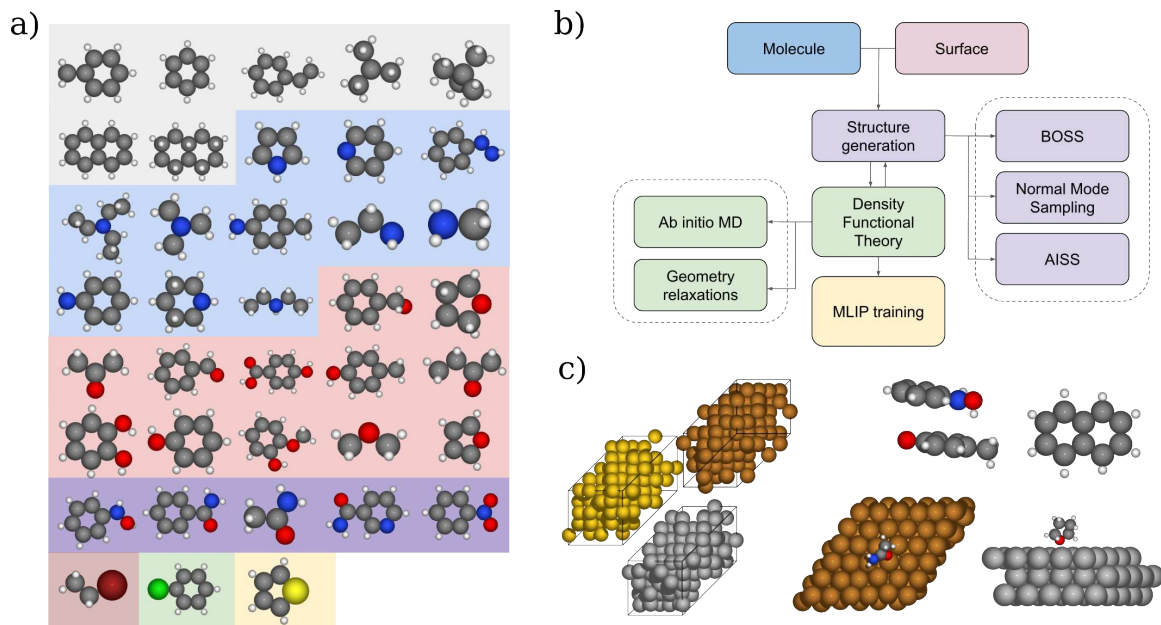 a)
b)
Molecule
Surface
Structure
generation
BOSS
Normal Mode
Sampling
AISS
Ab initio MD
Geometry
relaxations
Density
Functional
Theory
MLIP training
c)